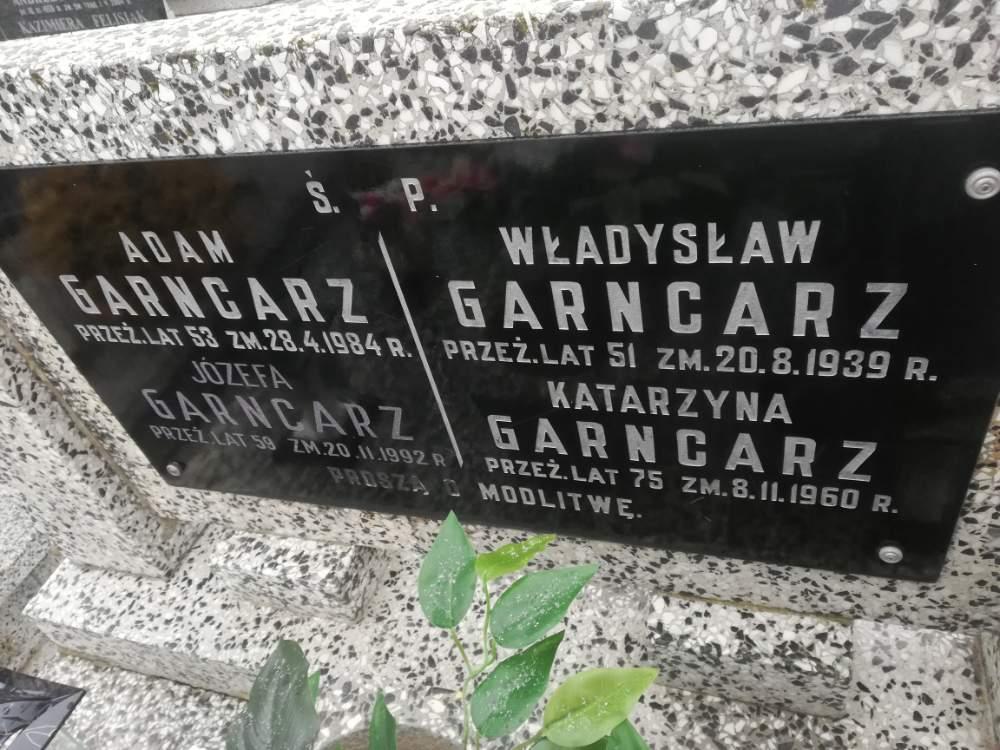 KAZIMIERA FELISIAK
Ś. P.
ADAM
GARNCARZ
PRZEŻ.LAT 53 ZM.28.4.1984 R.
JÓZEFA
GARNCARZ
PRZEŻ.LAT 59 ZM.20.11.1992 R
WŁADYSŁAW
GARNCARZ
PRZEŻ.LAT 51 ZM.20.8.1939 R.
KATARZYNA
GARNCARZ
PRZEŻ.LAT 75 ZM.8.11.1960 R.
PROSZĄ O MODLITWĘ.